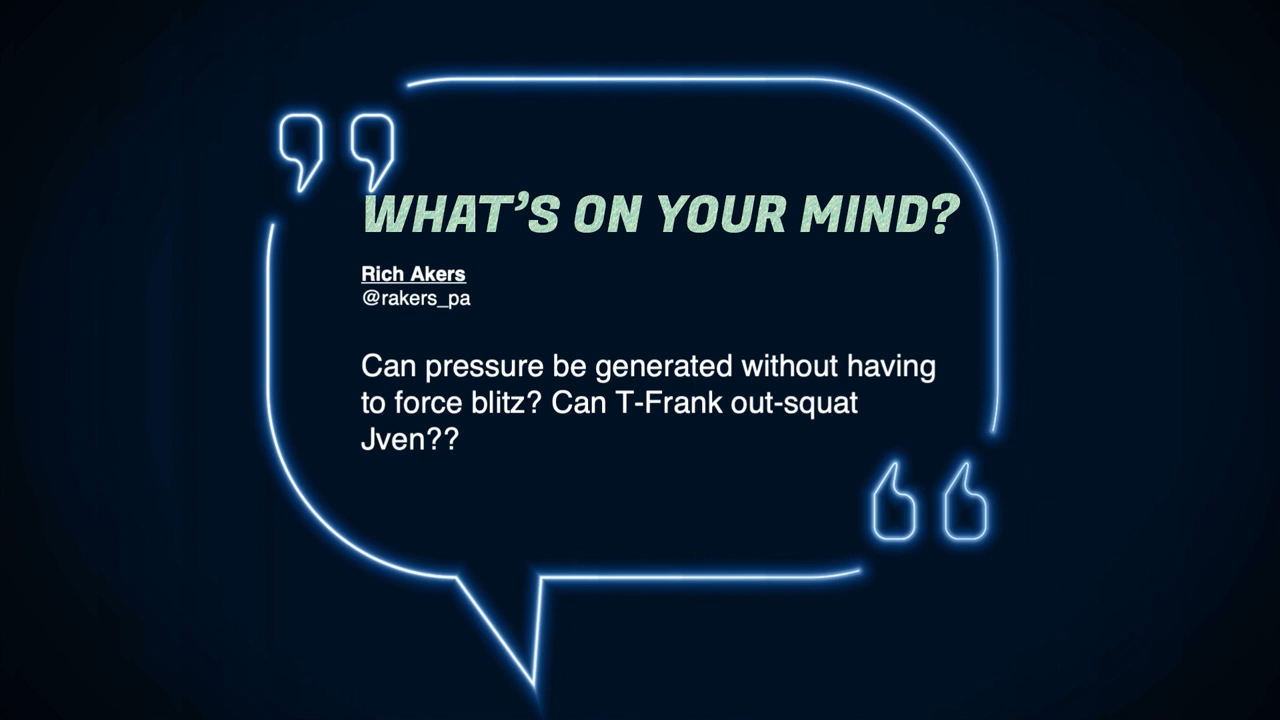 WHAT'S ON YOUR MIND?
Rich Akers
@rakers_pa
Can pressure be generated without having
to force blitz? Can T-Frank out-squat
Jven??